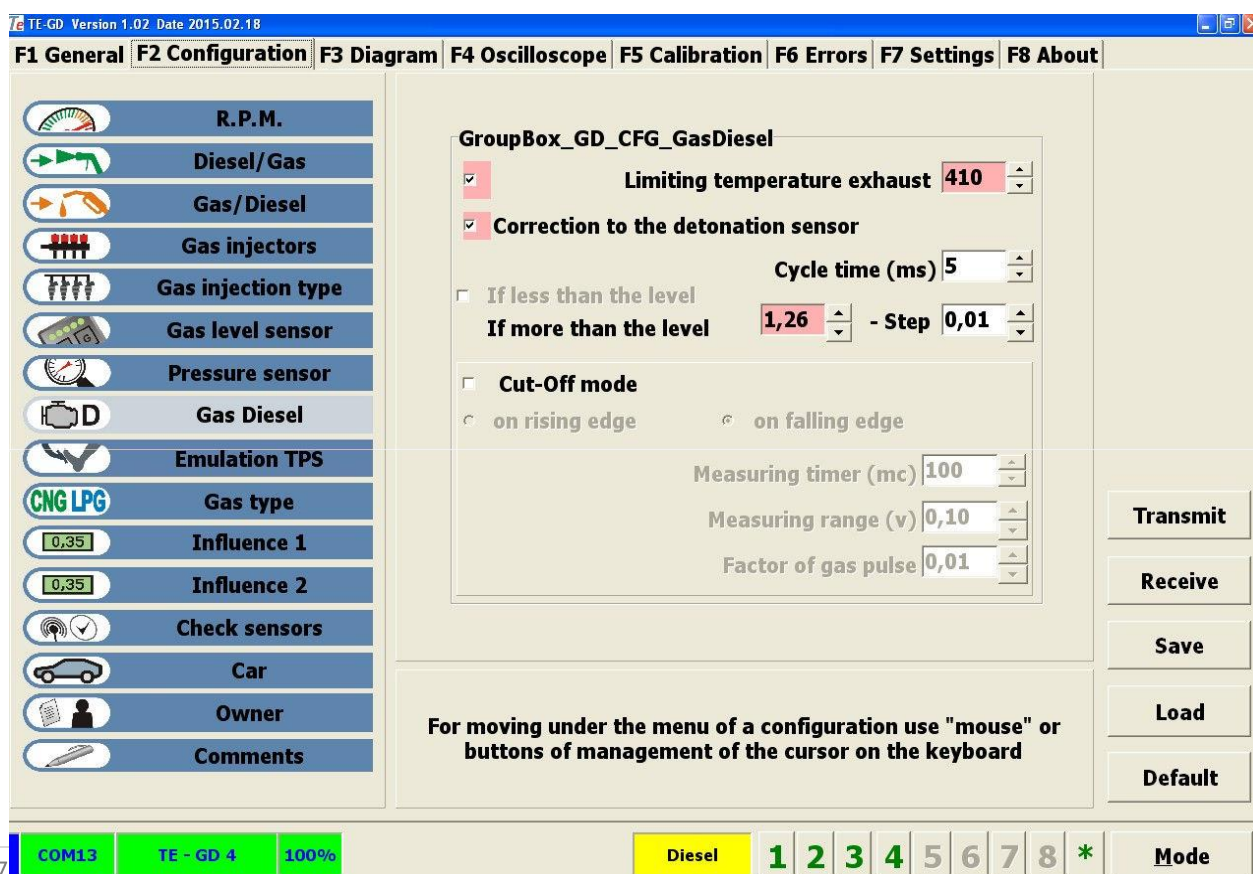 TE-GD Version 1.02 Date 2015.02.18
F1 General F2 Configuration F3 Diagram F4 Oscilloscope F5 Calibration F6 Errors F7 Settings F8 About
R.P.M.
Diesel/Gas
Gas/Diesel
Gas injectors
Gas injection type
Gas level sensor
Pressure sensor
D Gas Diesel
Emulation TPS
CNG LPG Gas type
0,35 Influence 1
0,35 Influence 2
Check sensors
Car
Owner
Comments
GroupBox_GD_CFG_GasDiesel
Limiting temperature exhaust 410
Correction to the detonation sensor
Cycle time (ms) 5
If less than the level
If more than the level 1,26 - Step 0,01
Cut-Off mode
on rising edge on falling edge
Measuring timer (mc) 100
Measuring range (v) 0,10
Factor of gas pulse 0,01
For moving under the menu of a configuration use "mouse" or
buttons of management of the cursor on the keyboard
Transmit
Receive
Save
Load
Default
7 COM13 TE - GD 4 100% Diesel 1 2 3 4 5 6 7 8 * Mode